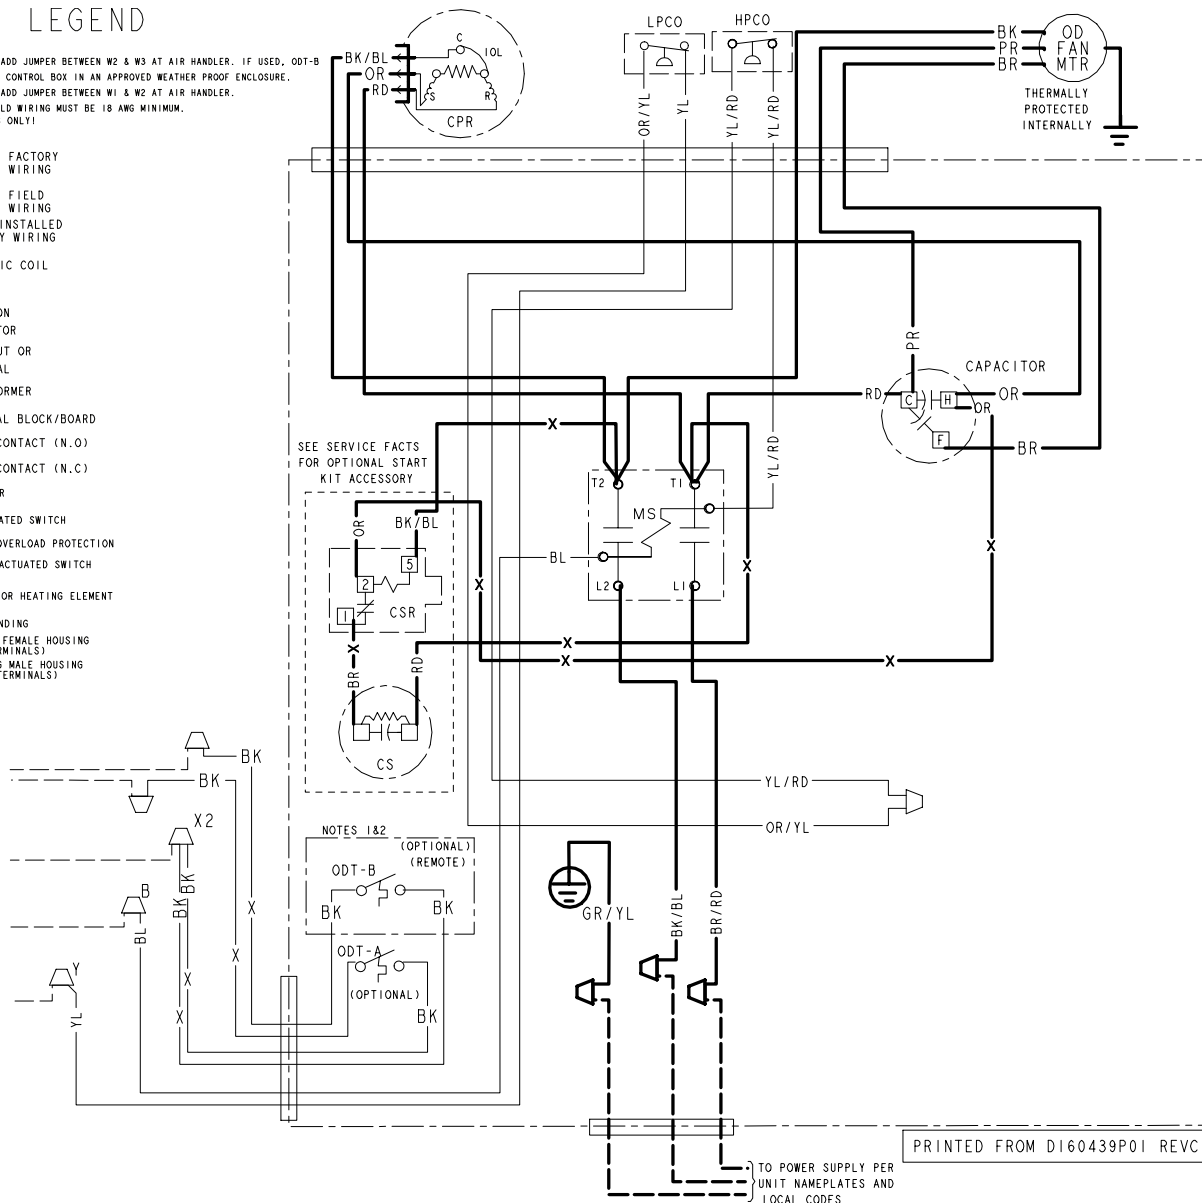 LEGEND
ADD JUMPER BETWEEN W2 & W3 AT AIR HANDLER. IF USED, ODT-B
CONTROL BOX IN AN APPROVED WEATHER PROOF ENCLOSURE.
ADD JUMPER BETWEEN W1 & W2 AT AIR HANDLER.
LD WIRING MUST BE 18 AWG MINIMUM.
ONLY!
FACTORY
WIRING
FIELD
WIRING
INSTALLED
Y WIRING
IC COIL
ON
TOR
UT OR
AL
ORMER
AL BLOCK/BOARD
CONTACT (N.O)
CONTACT (N.C)
R
ATED SWITCH
OVERLOAD PROTECTION
ACTUATED SWITCH
OR HEATING ELEMENT
NDING
FEMALE HOUSING
RMINALS)
G MALE HOUSING
TERMINALS)
BK/BL
OR
RD
C
IOL
S
R
CPR
LPCO
HPCO
OR/YL
YL
YL/RD
YL/RD
BK
PR
BR
OD
FAN
MTR
THERMALLY
PROTECTED
INTERNALLY
PR
CAPACITOR
RD
C
H
OR
OR
F
BR
YL/RD
SEE SERVICE FACTS
FOR OPTIONAL START
KIT ACCESSORY
X
OR
BK/BL
5
2
1
CSR
X
BR
RD
CS
T2
T1
MS
BL
L2
L1
X
X
X
X
X
X
X
YL/RD
OR/YL
BK
BK
X2
BK
BK
B
BL
Y
YL
X
X
X
X
NOTES 1&2
(OPTIONAL)
(REMOTE)
ODT-B
BK
BK
ODT-A
(OPTIONAL)
BK
GR/YL
BK/BL
BR/RD
PRINTED FROM D160439P01 REVC
TO POWER SUPPLY PER
UNIT NAMEPLATES AND
LOCAL CODES